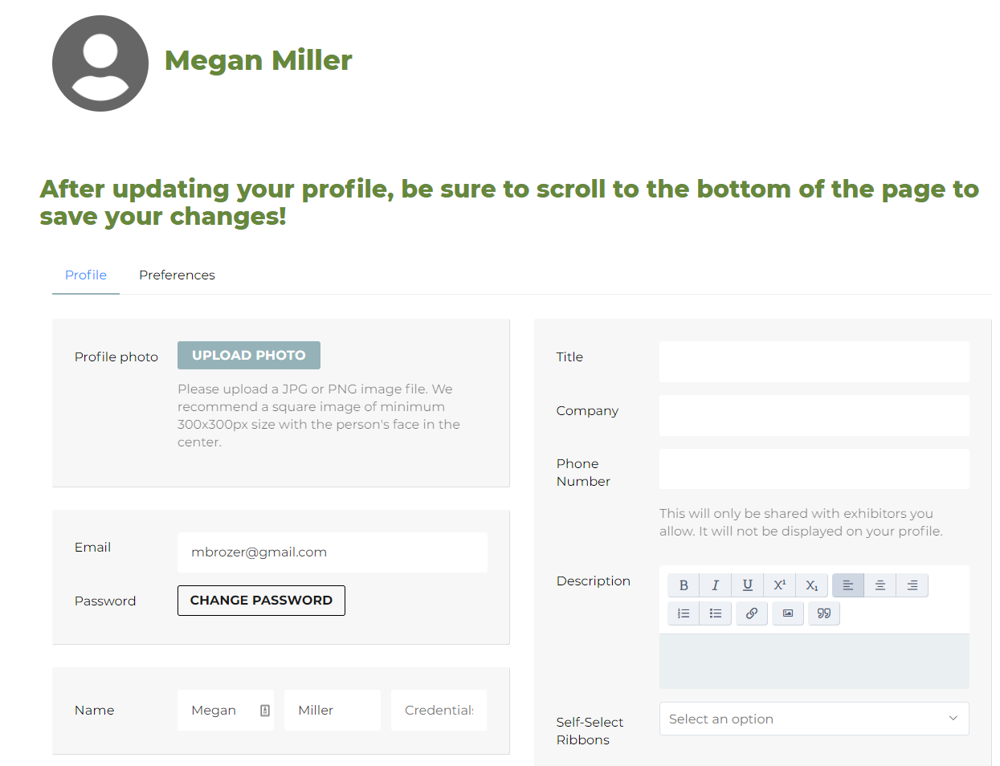 Megan Miller
After updating your profile, be sure to scroll to the bottom of the page to
save your changes!
Profile
Preferences
Profile photo
UPLOAD PHOTO
Please upload a JPG or PNG image file. We
recommend a square image of minimum
300x300px size with the person's face in the
center.
Email
mbrozer@gmail.com
Password
CHANGE PASSWORD
Name
Megan
Miller
Credentials
Title
Company
Phone
Number
This will only be shared with exhibitors you
allow. It will not be displayed on your profile.
Description
B I U X¹ X₁
Self-Select
Ribbons
Select an option